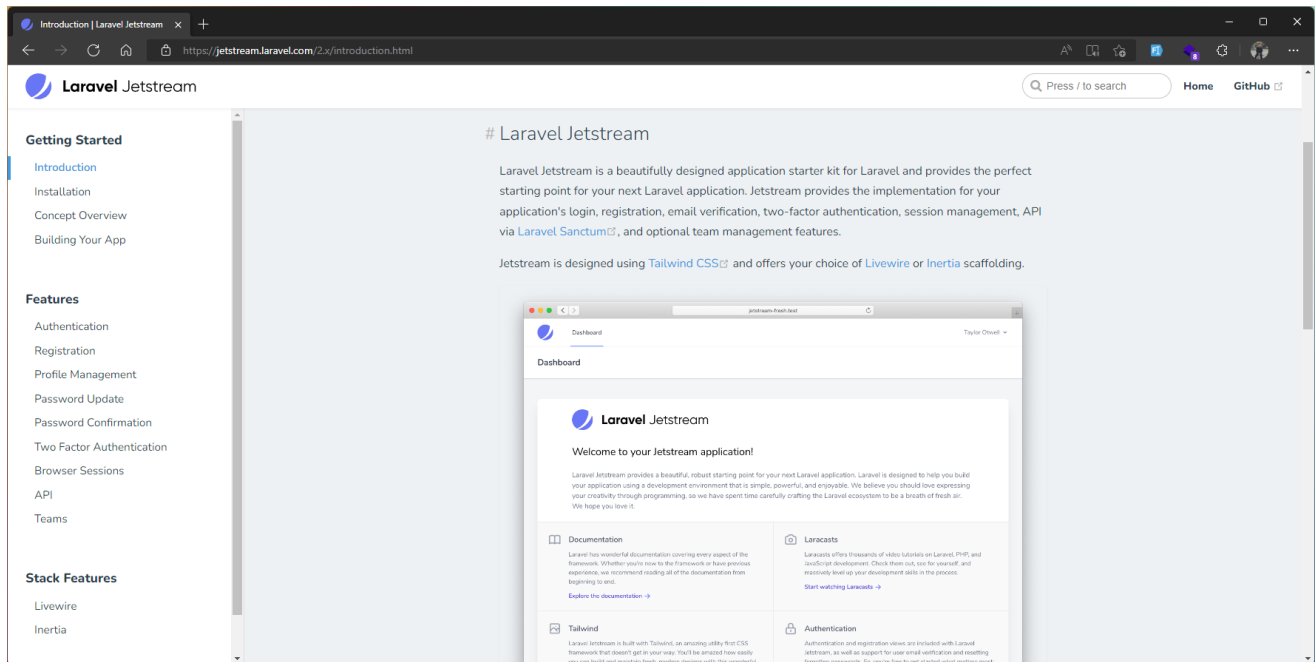 Introduction | Laravel Jetstream
https://jetstream.laravel.com/2.x/introduction.html
8
Laravel Jetstream
Press / to search
Home
GitHub
Getting Started
Introduction
Installation
Concept Overview
Building Your App
Features
Authentication
Registration
Profile Management
Password Update
Password Confirmation
Two Factor Authentication
Browser Sessions
API
Teams
Stack Features
Livewire
Inertia
# Laravel Jetstream
Laravel Jetstream is a beautifully designed application starter kit for Laravel and provides the perfect
starting point for your next Laravel application. Jetstream provides the implementation for your
application's login, registration, email verification, two-factor authentication, session management, API
via Laravel Sanctum, and optional team management features.
Jetstream is designed using Tailwind CSS and offers your choice of Livewire or Inertia scaffolding.
jetstream-fresh.test
Dashboard
Taylor Otwell
Dashboard
Laravel Jetstream
Welcome to your Jetstream application!
Laravel Jetstream provides a beautiful, robust starting point for your next Laravel application. Laravel is designed to help you build
your application using a development environment that is simple, powerful, and enjoyable. We believe you should love expressing
your creativity through programming, so we have spent time carefully crafting the Laravel ecosystem to be a breath of fresh air.
We hope you love it.
Documentation
Laravel has wonderful documentation covering every aspect of the
framework. Whether you're new to the framework or have previous
experience, we recommend reading all of the documentation from
beginning to end.
Explore the documentation →
Laracasts
Laracasts offers thousands of video tutorials on Laravel, PHP, and
JavaScript development. Check them out, see for yourself, and
massively level up your development skills in the process.
Start watching Laracasts →
Tailwind
Laravel Jetstream is built with Tailwind, an amazing utility first CSS
framework that doesn't get in your way. You'll be amazed how easily
Authentication
Authentication and registration views are included with Laravel
Jetstream, as well as support for user email verification and resetting